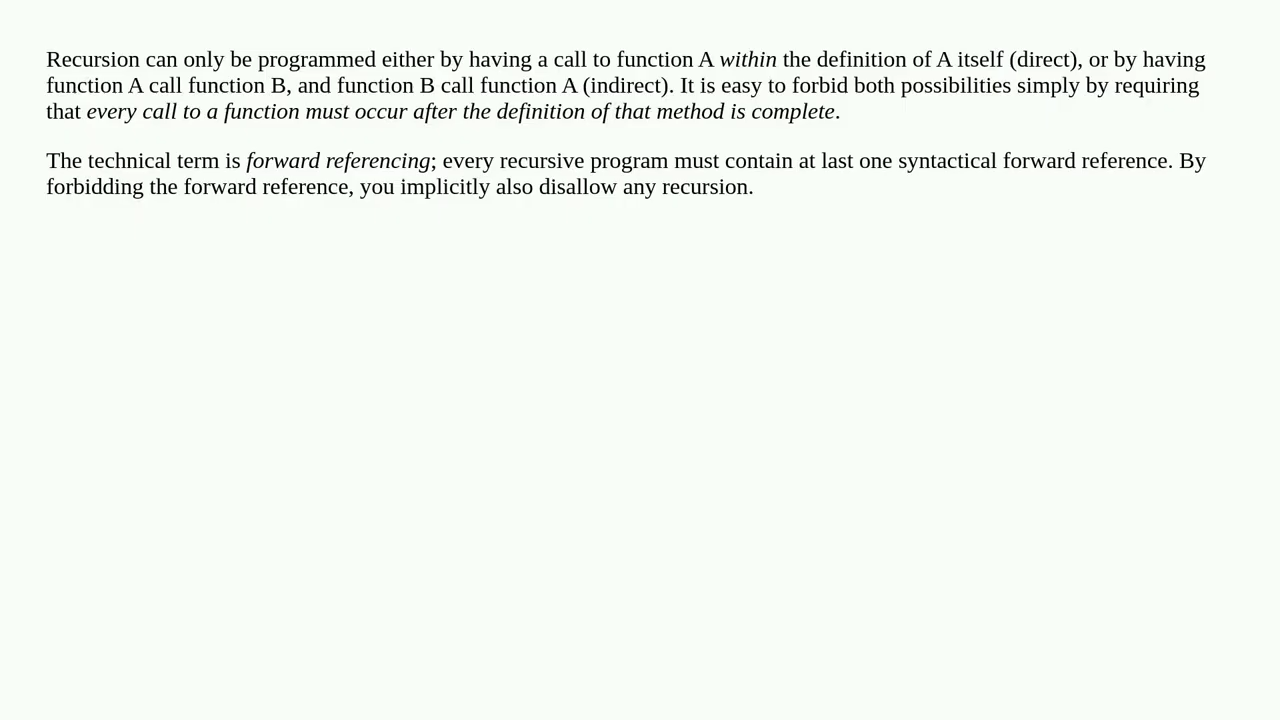 Recursion can only be programmed either by having a call to function A within the definition of A itself (direct), or by having
function A call function B, and function B call function A (indirect). It is easy to forbid both possibilities simply by requiring
that every call to a function must occur after the definition of that method is complete.
The technical term is forward referencing; every recursive program must contain at last one syntactical forward reference. By
forbidding the forward reference, you implicitly also disallow any recursion.